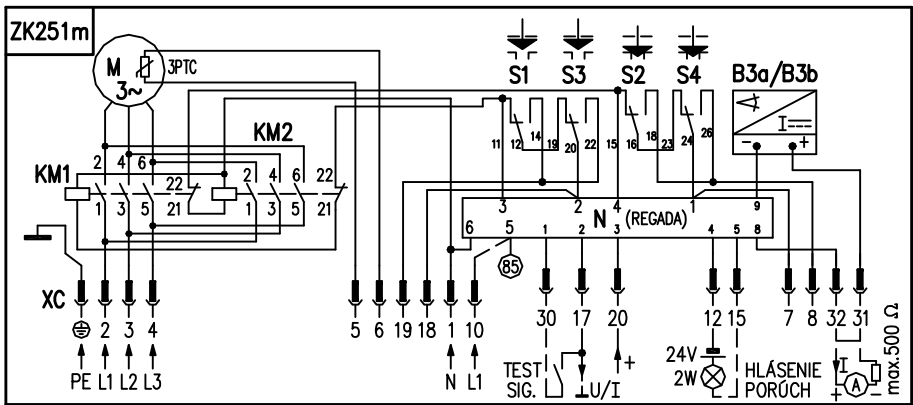 ZK251m
M
3~
3PTC
S1 S3 S2 S4 B3a/B3b
I
- +
KM2
KM1
2 4 6 22 2 4 6 22
1 3 5 21 1 3 5 21
11 12 14 19 20 22 15 16 18 23 24 26
3 2 4 1 9
N (REGADA)
6 5 1 2 3 4 5 8
85
XC
2 3 4 5 6 19 18 1 10 30 17 20 12 15 7 8 32 31
PE L1 L2 L3 N L1
TEST
SIG.
U/I
+
24V
2W
HLÁSENIE
PORÚCH
I
A
+ -
max.500 Ω